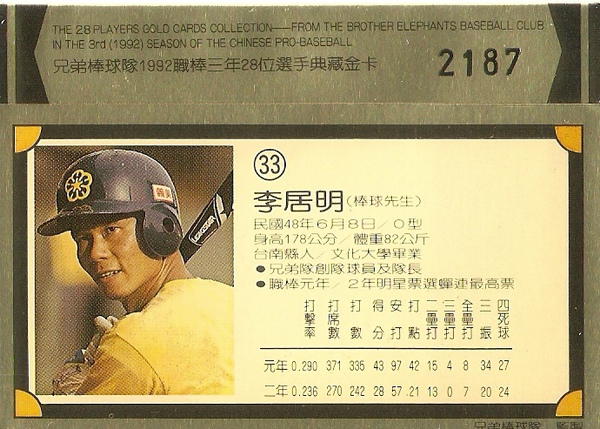 THE 28 PLAYERS GOLD CARDS COLLECTION——FROM THE BROTHER ELEPHANTS BASEBALL CLUB
IN THE 3rd (1992) SEASON OF THE CHINESE PRO-BASEBALL
兄弟棒球隊1992職棒三年28位選手典藏金卡
2187
33
李居明(棒球先生)
民國48年6月8日／O型
身高178公分／體重82公斤
台南縣人／文化大學畢業
●兄弟隊創隊球員及隊長
●職棒元年／2年明星票選蟬連最高票
打擊率 打席數 打數 得分 安打 打點 二壘打 三壘打 全壘打 三振 四死球
元年 0.290 371 335 43 97 42 15 4 8 34 27
二年 0.236 270 242 28 57 21 13 0 7 20 24
兄弟棒球隊 監製